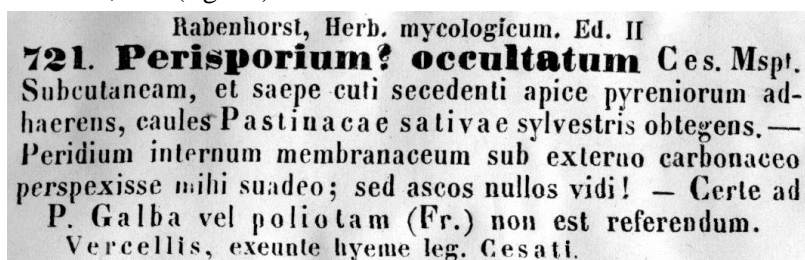 Rabenhorst, Herb. mycologicum. Ed. II
721. Perisporium? occultatum Ces. Mspt.
Subcutaneam, et saepe cuti secedenti apice pyreniorum ad-
haerens, caules Pastinacae sativae sylvestris obtegens. —
Peridium internum membranaceum sub externo carbonaceo
perspexisse mihi suadeo; sed ascos nullos vidi! — Certe ad
P. Galba vel poliotam (Fr.) non est referendum.
Vercellis, exeunte hyeme leg. Cesati.